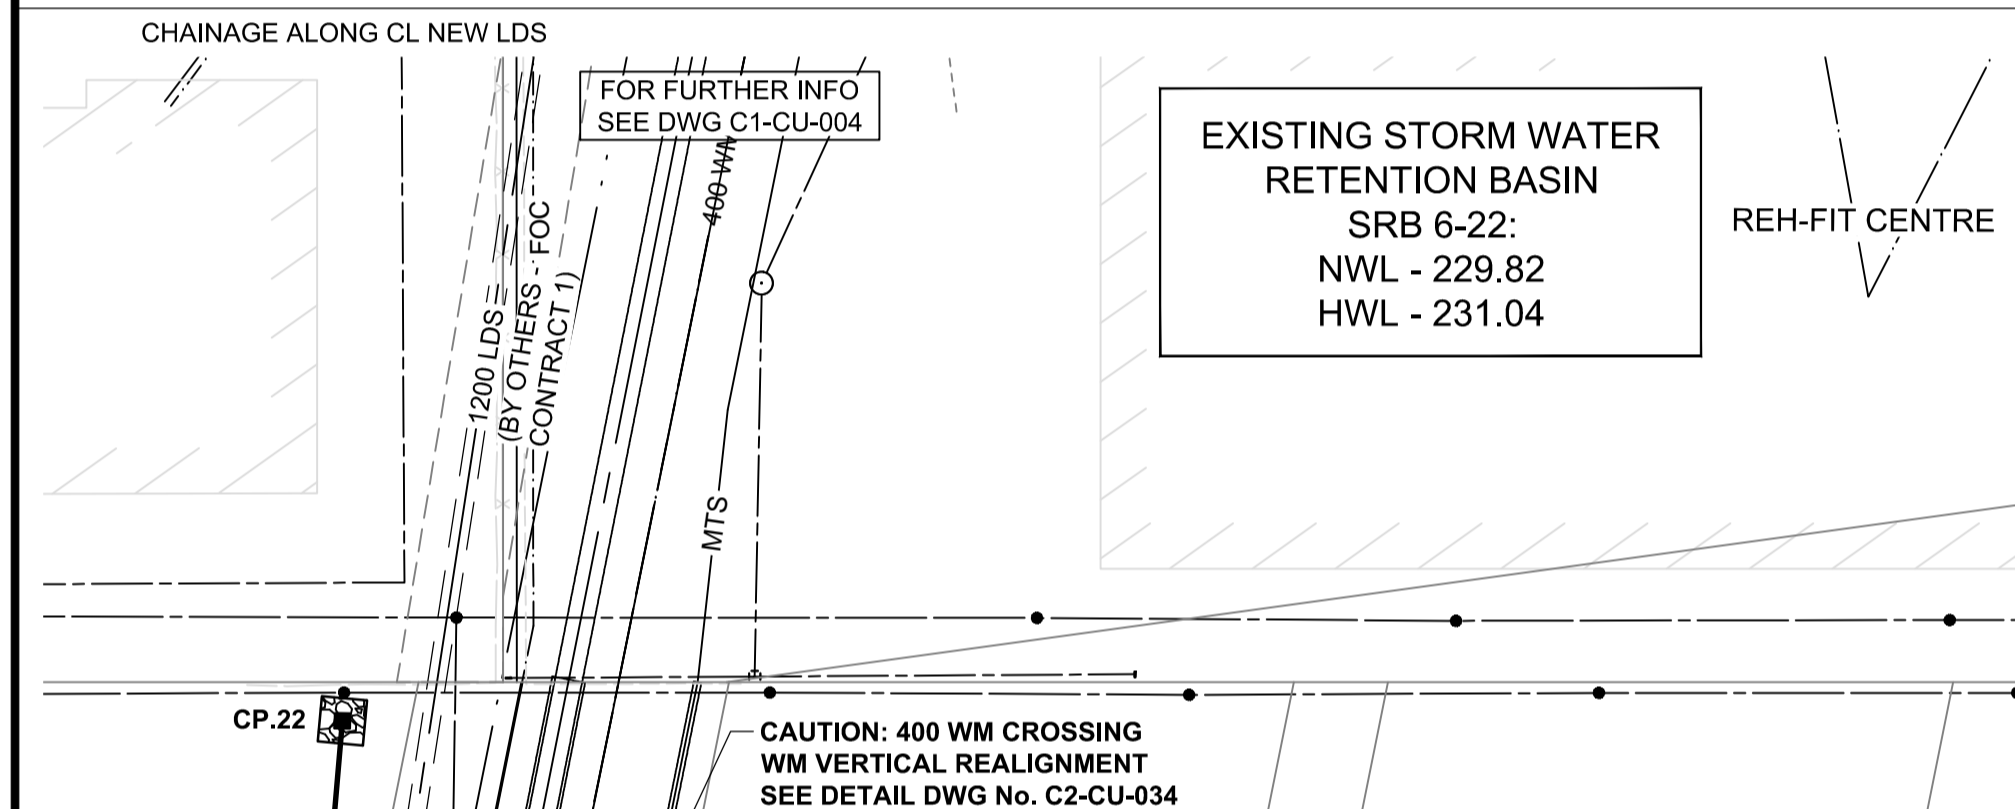 CHAINAGE ALONG CL NEW LDS
FOR FURTHER INFO
SEE DWG C1-CU-004
EXISTING STORM WATER
RETENTION BASIN
SRB 6-22:
NWL - 229.82
HWL - 231.04
REH-FIT CENTRE
400 WM
1200 LDS
(BY OTHERS - FOC
CONTRACT 1)
MTS
CP.22
CAUTION: 400 WM CROSSING
WM VERTICAL REALIGNMENT
SEE DETAIL DWG No. C2-CU-034